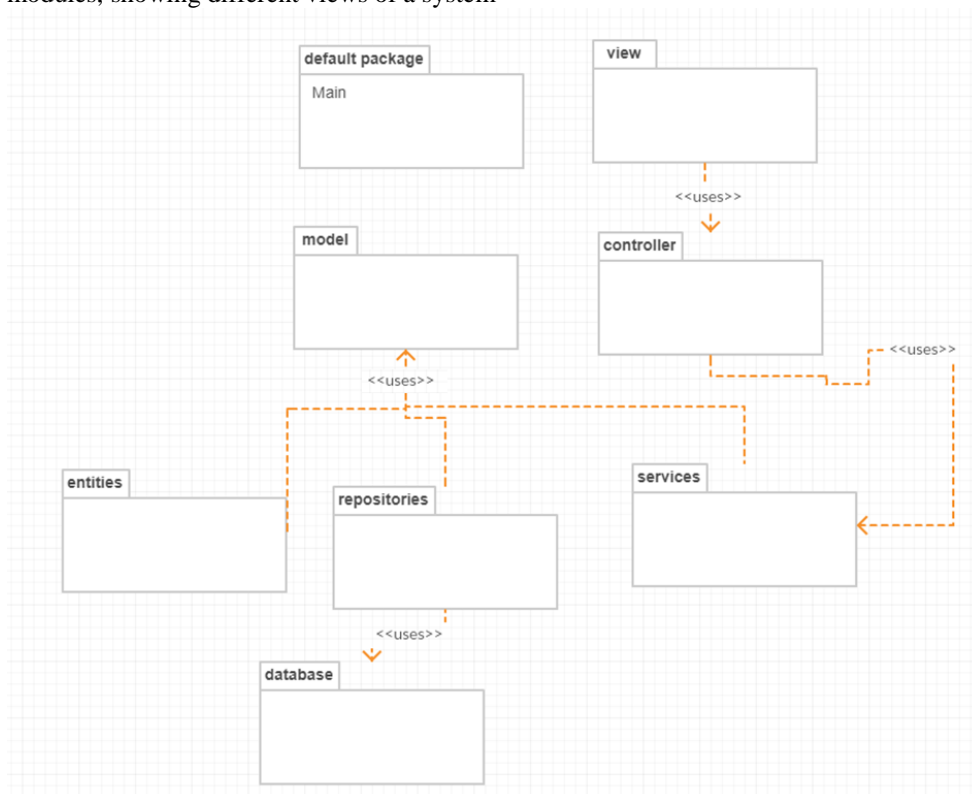 modules, showing different views of a system
default package
Main
view
<<uses>>
model
controller
<<uses>>
<<uses>>
entities
repositories
services
<<uses>>
database